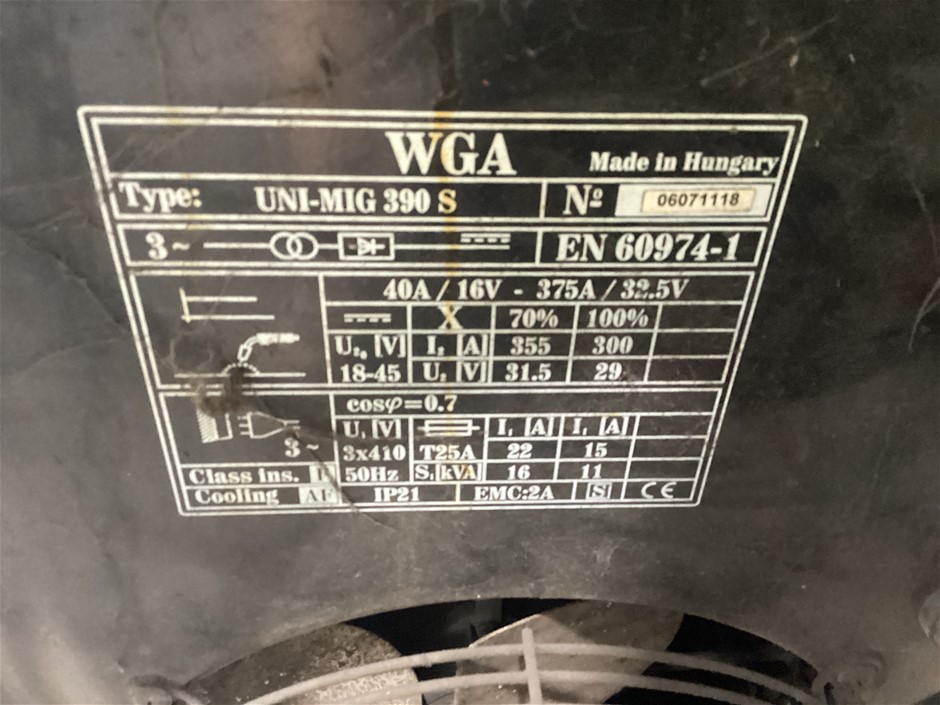 WGA Made in Hungary
Type: UNI-MIG 390 S Nº 06071118
3~ EN 60974-1
40A / 16V - 375A / 32.5V
X 70% 100%
U₂₀ [V] I₂ [A] 355 300
18-45 U₂ [V] 31.5 29
cosφ=0.7
U₁ [V] I₁ [A] I₁ [A]
3~ 3x410 T25A 22 15
Class ins. 50Hz S₁[kVA] 16 11
Cooling AF IP21 EMC:2A S CE